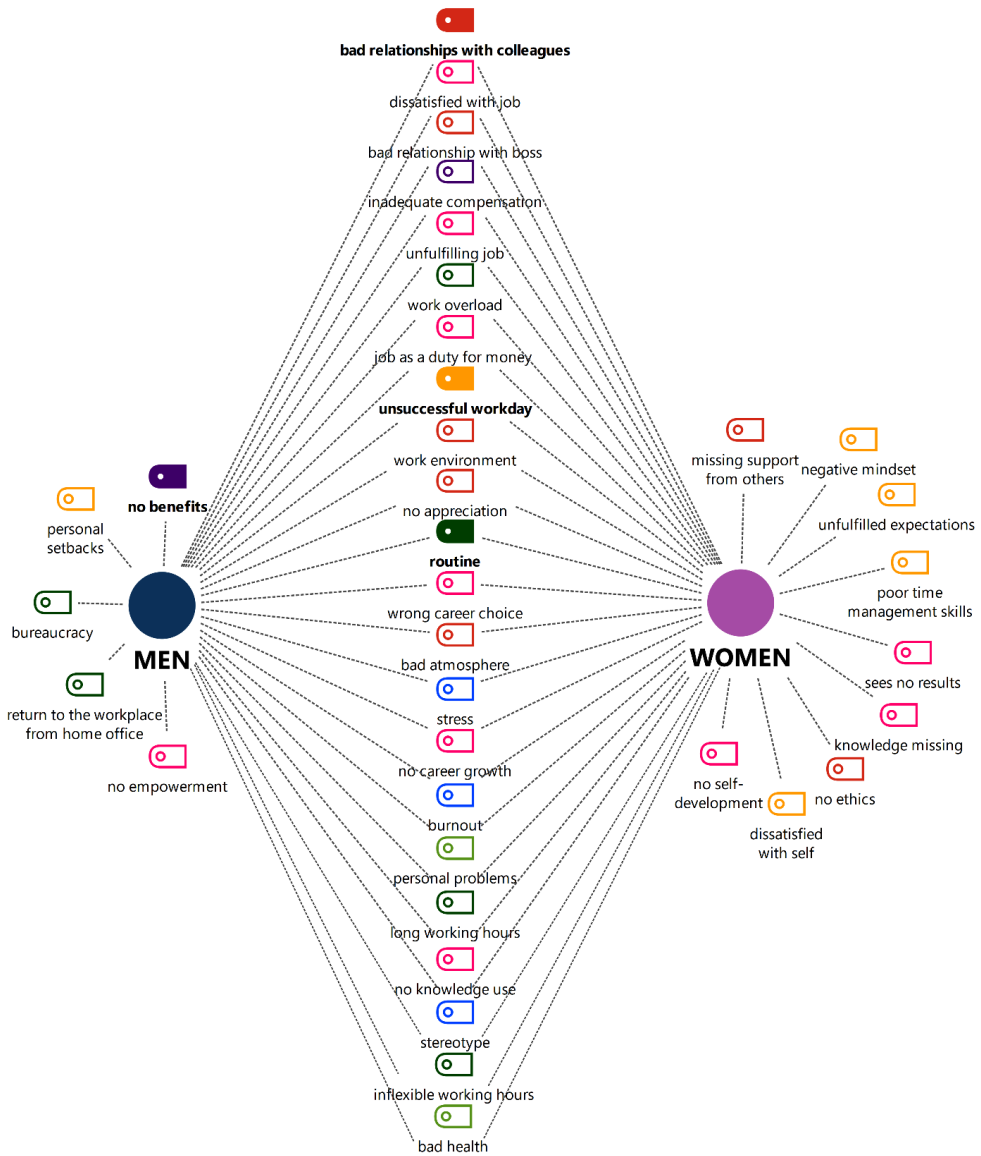 bad relationships with colleagues
dissatisfied with job
bad relationship with boss
inadequate compensation
unfulfilling job
work overload
job as a duty for money
unsuccessful workday
work environment
no appreciation
routine
wrong career choice
bad atmosphere
stress
no career growth
burnout
personal problems
long working hours
no knowledge use
stereotype
inflexible working hours
bad health
no benefits
personal
setbacks
bureaucracy
MEN
return to the workplace
from home office
no empowerment
missing support
from others
negative mindset
unfulfilled expectations
poor time
management skills
WOMEN
sees no results
knowledge missing
no self-
development
no ethics
dissatisfied
with self